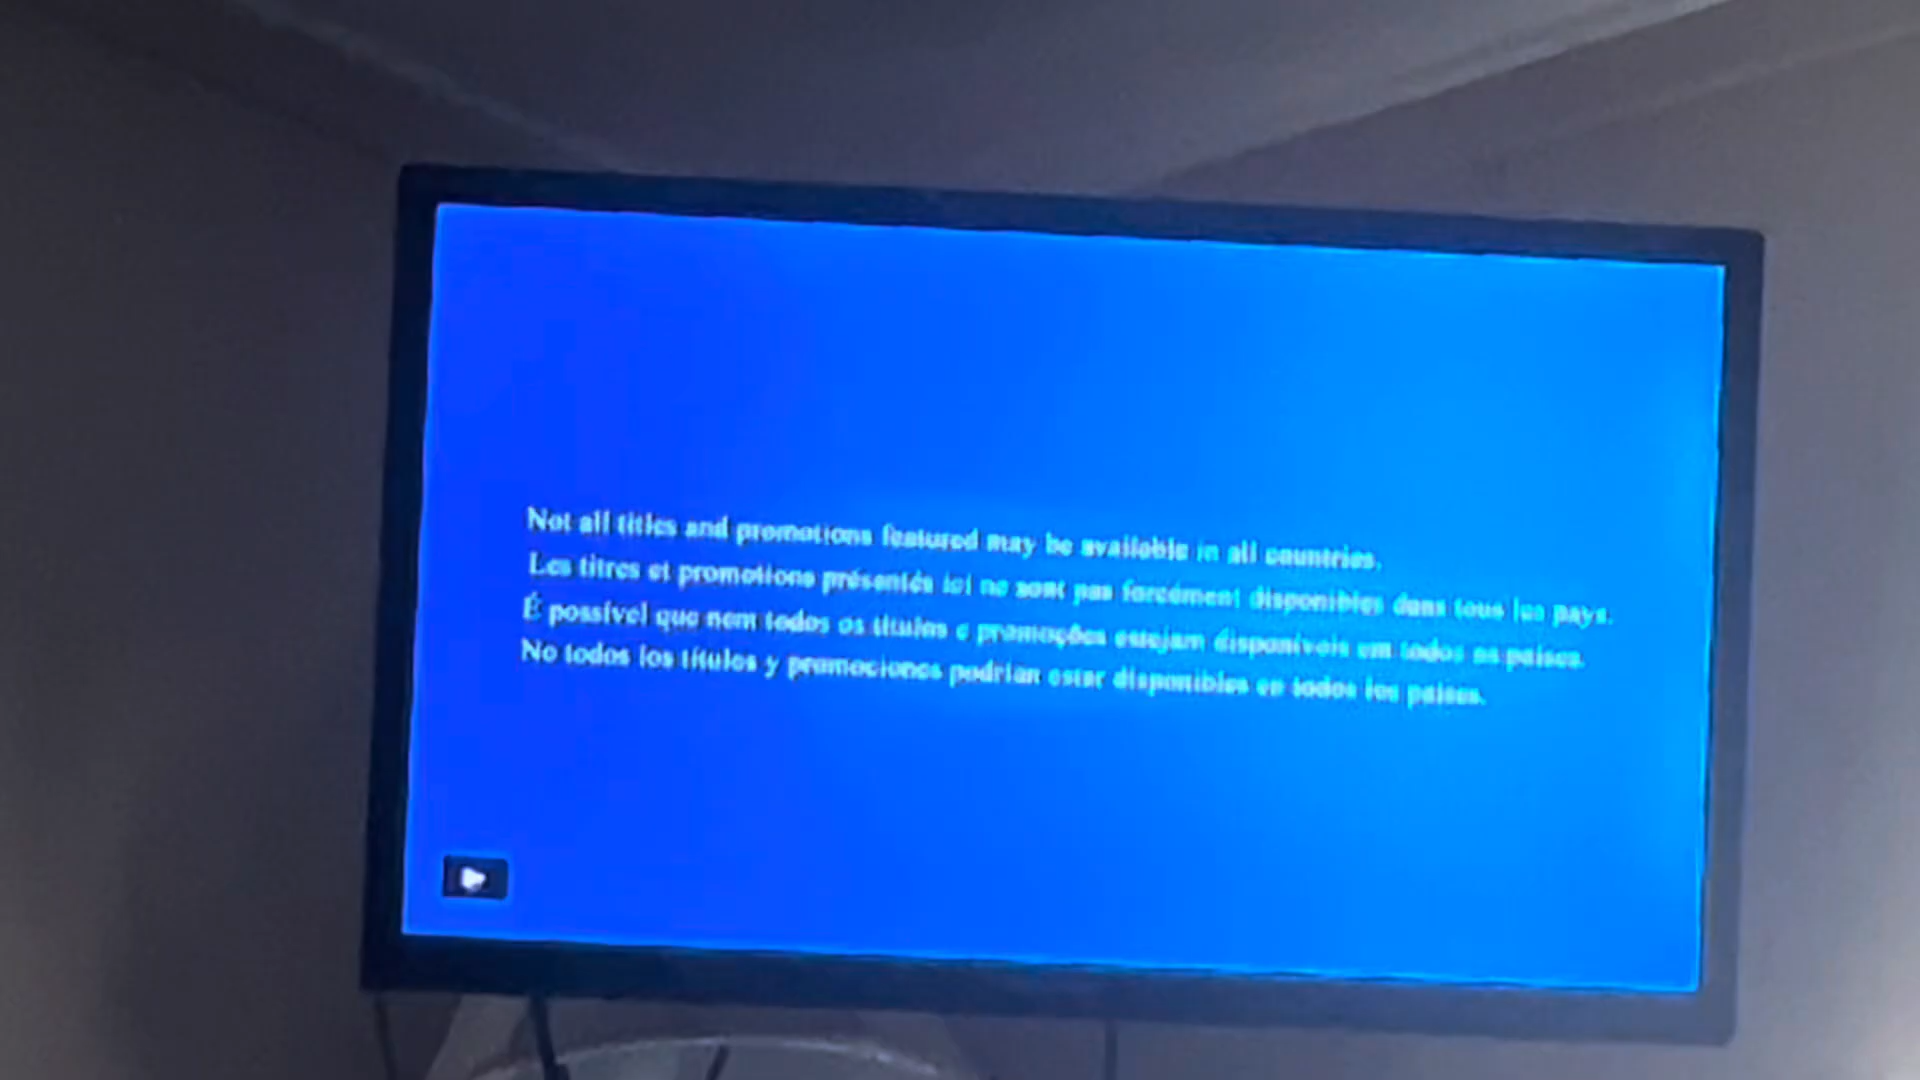 Not all titles and promotions featured may be available in all countries.
Les titres et promotions présentés ici ne sont pas forcément disponibles dans tous les pays.
É possível que nem todos os títulos e promoções estejam disponíveis em todos os países.
No todos los títulos y promociones podrían estar disponibles en todos los países.